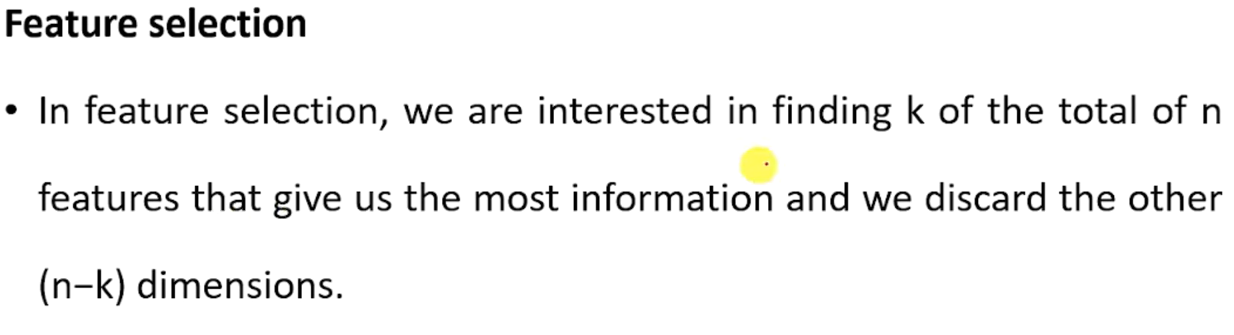 Feature selection
• In feature selection, we are interested in finding k of the total of n
features that give us the most information and we discard the other
(n−k) dimensions.